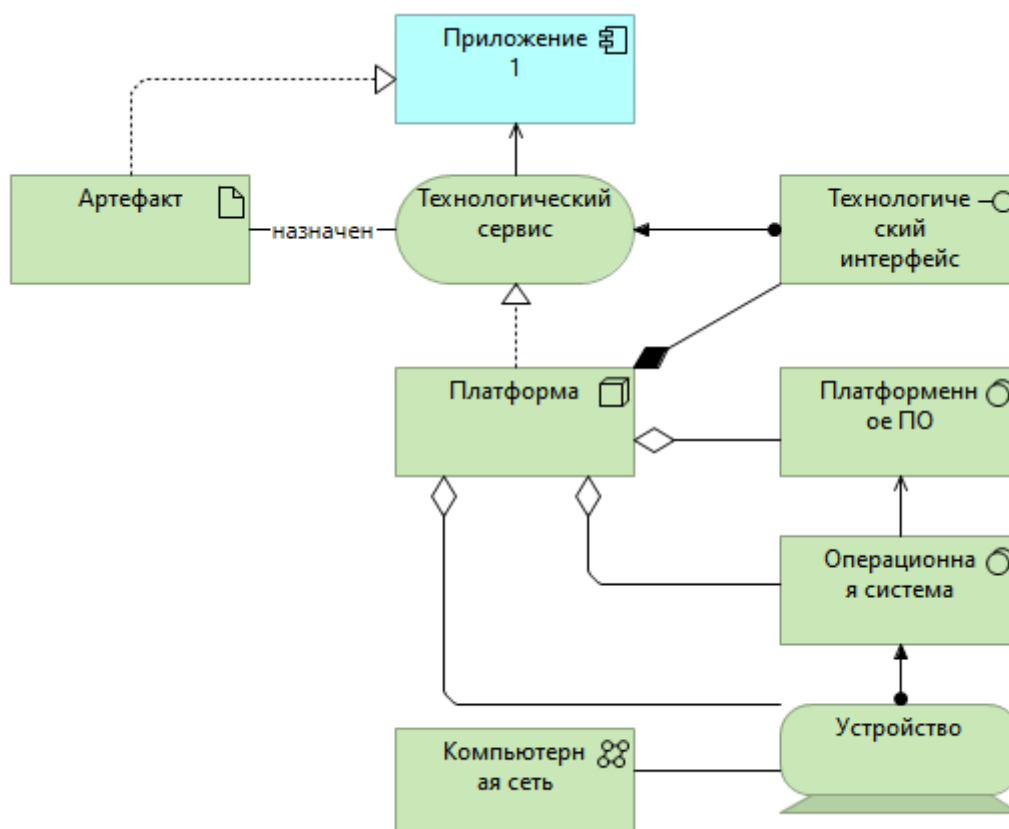 Приложение
1
Артефакт
назначен
Технологический
сервис
Технологиче
ский
интерфейс
Платформа
Платформенн
ое ПО
Операционна
я система
Компьютерн
ая сеть
Устройство